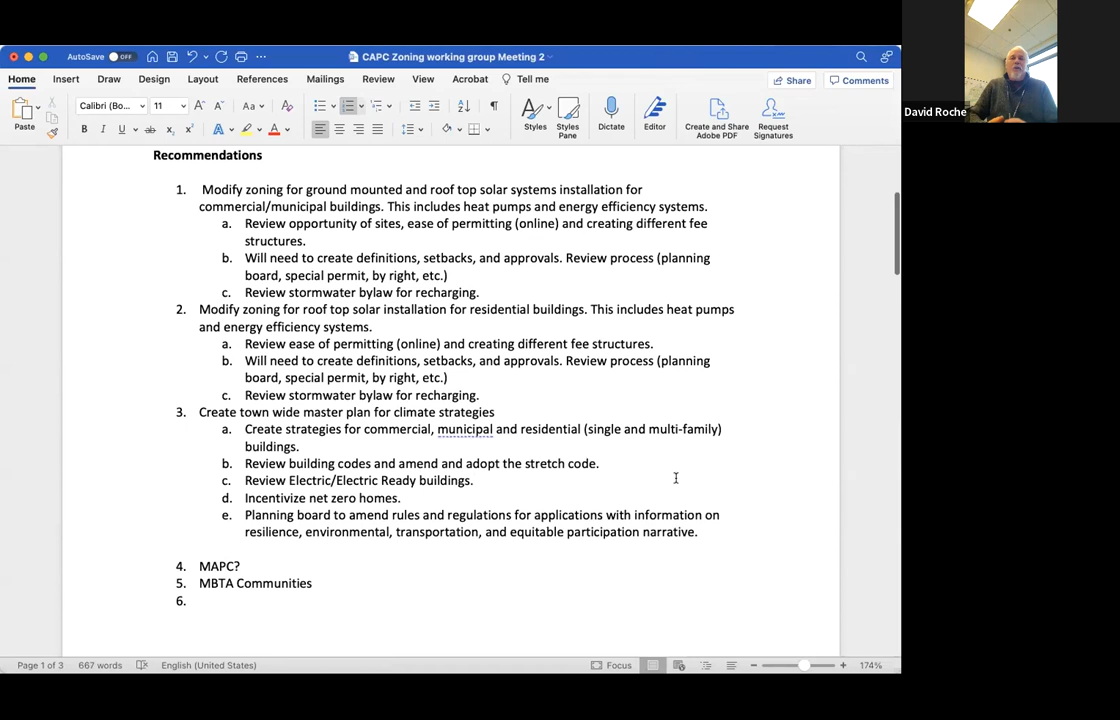 AutoSave OFF
CAPC Zoning working group Meeting 2
Home Insert Draw Design Layout References Mailings Review View Acrobat Tell me
Share Comments
Paste
Calibri (Bo... 11
Styles
Styles Pane
Dictate
Editor
Create and Share Adobe PDF
Request Signatures
David Roche
Recommendations
1. Modify zoning for ground mounted and roof top solar systems installation for
commercial/municipal buildings. This includes heat pumps and energy efficiency systems.
a. Review opportunity of sites, ease of permitting (online) and creating different fee
structures.
b. Will need to create definitions, setbacks, and approvals. Review process (planning
board, special permit, by right, etc.)
c. Review stormwater bylaw for recharging.
2. Modify zoning for roof top solar installation for residential buildings. This includes heat pumps
and energy efficiency systems.
a. Review ease of permitting (online) and creating different fee structures.
b. Will need to create definitions, setbacks, and approvals. Review process (planning
board, special permit, by right, etc.)
c. Review stormwater bylaw for recharging.
3. Create town wide master plan for climate strategies
a. Create strategies for commercial, municipal and residential (single and multi-family)
buildings.
b. Review building codes and amend and adopt the stretch code.
c. Review Electric/Electric Ready buildings.
d. Incentivize net zero homes.
e. Planning board to amend rules and regulations for applications with information on
resilience, environmental, transportation, and equitable participation narrative.
4. MAPC?
5. MBTA Communities
6.
Page 1 of 3 667 words English (United States) Focus 174%